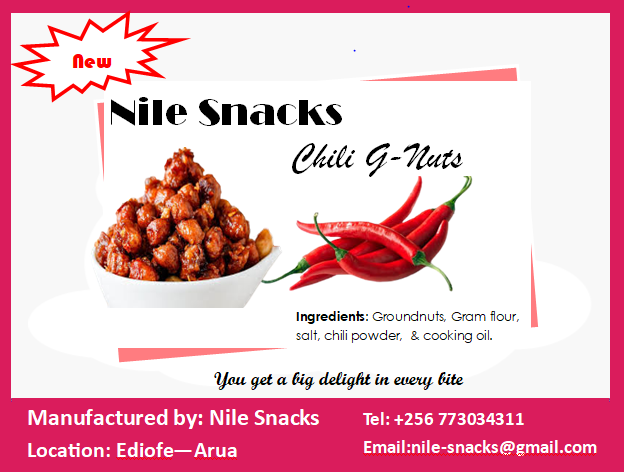 New
Nile Snacks
Chili G-Nuts
Ingredients: Groundnuts, Gram flour,
salt, chili powder,  & cooking oil.
You get a big delight in every bite
Manufactured by: Nile Snacks
Location: Ediofe—Arua
Tel: +256 773034311
Email:nile-snacks@gmail.com